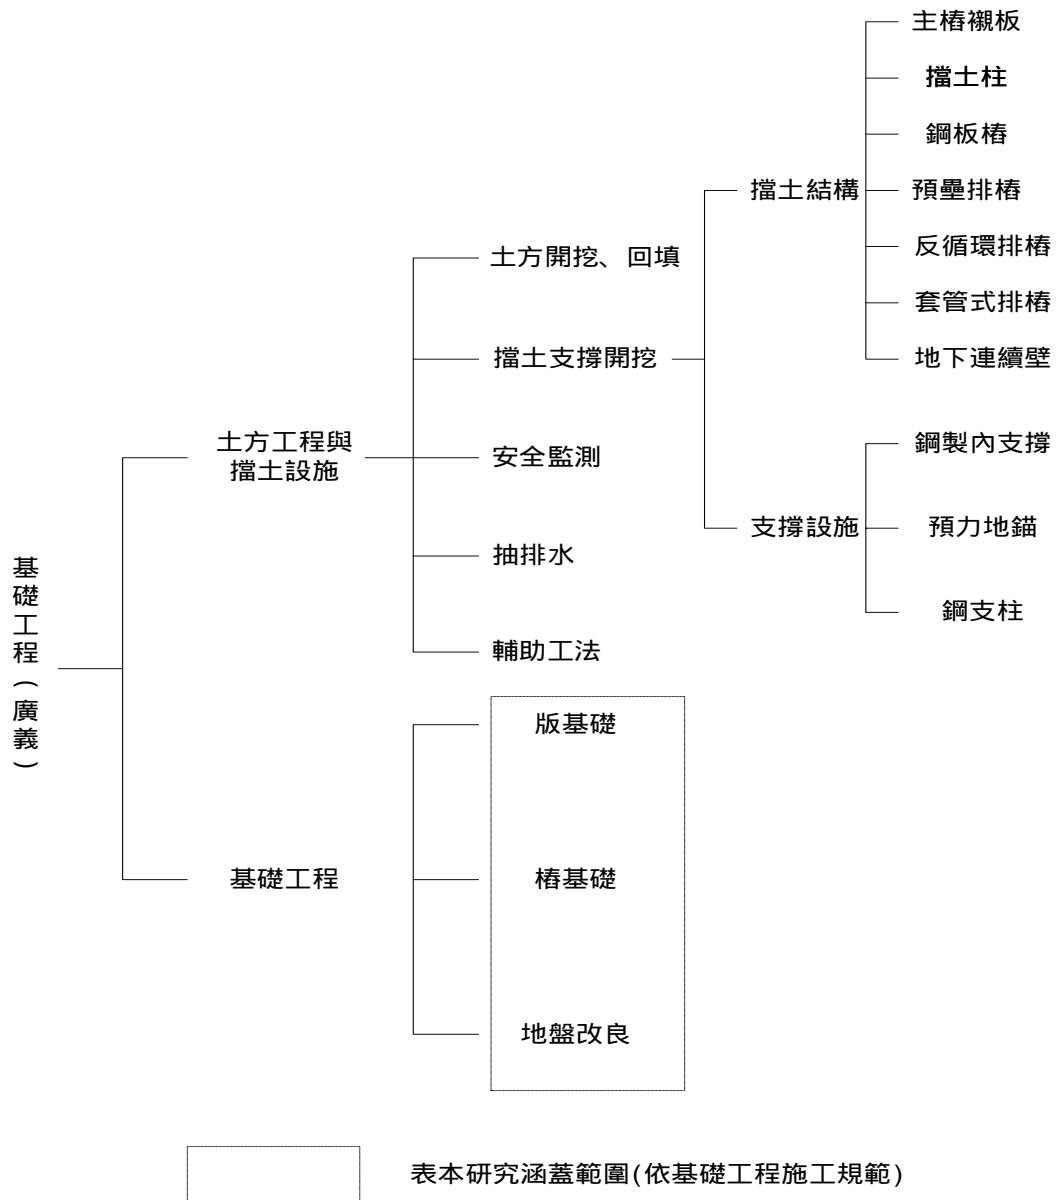 主樁襯板
擋土柱
鋼板樁
擋土結構
預壘排樁
反循環排樁
土方開挖、回填
套管式排樁
擋土支撐開挖
地下連續壁
土方工程與
擋土設施
安全監測
鋼製內支撐
支撐設施
預力地錨
抽排水
鋼支柱
輔助工法
基礎工程(廣義)
版基礎
基礎工程
樁基礎
地盤改良
表本研究涵蓋範圍(依基礎工程施工規範)